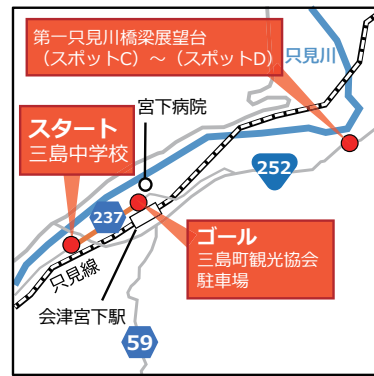 第一只見川橋梁展望台
（スポットC）～（スポットD）
只見川
宮下病院
スタート
三島中学校
252
237
ゴール
三島町観光協会
駐車場
只見線
会津宮下駅
59